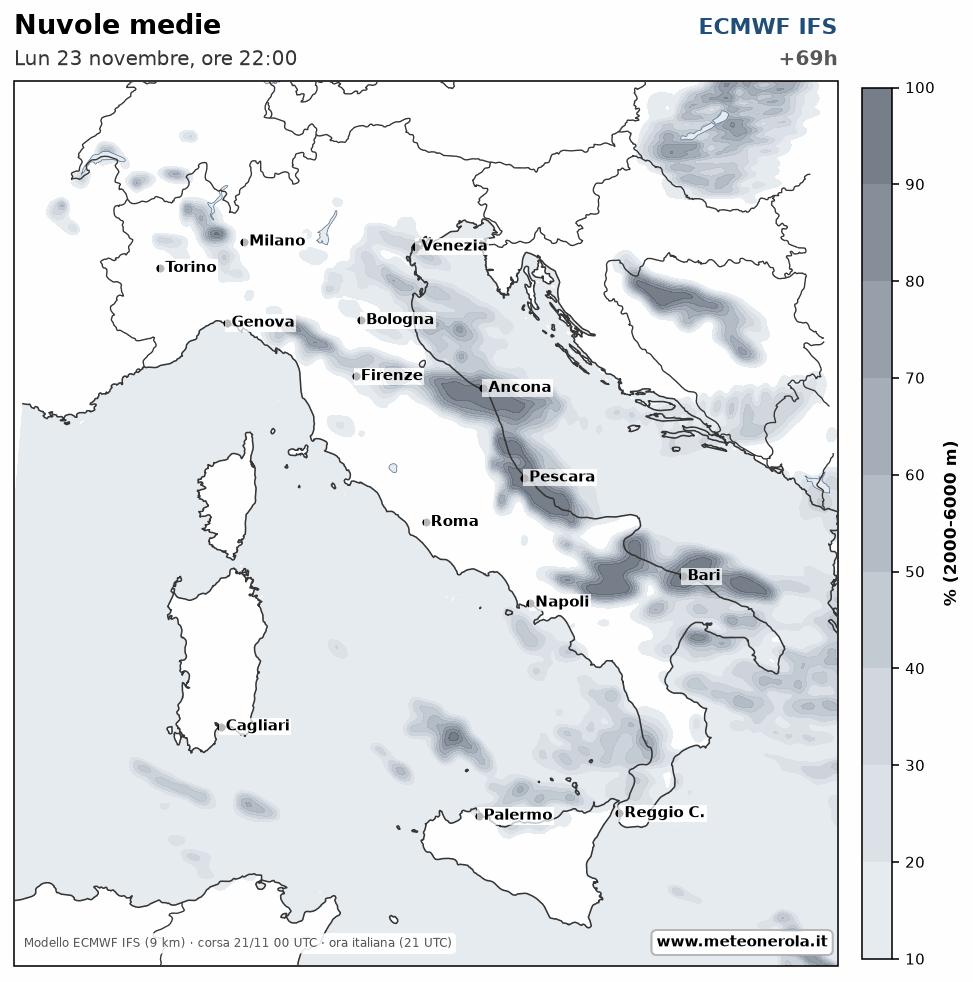 Nuvole medie
ECMWF IFS
Lun 23 novembre, ore 22:00
+69h
Milano
Venezia
Torino
Genova
Bologna
Firenze
Ancona
Pescara
Roma
Bari
Napoli
Cagliari
Palermo
Reggio C.
100
90
80
70
60
50
40
30
20
10
% (2000-6000 m)
Modello ECMWF IFS (9 km) · corsa 21/11 00 UTC · ora italiana (21 UTC)
www.meteonerola.it